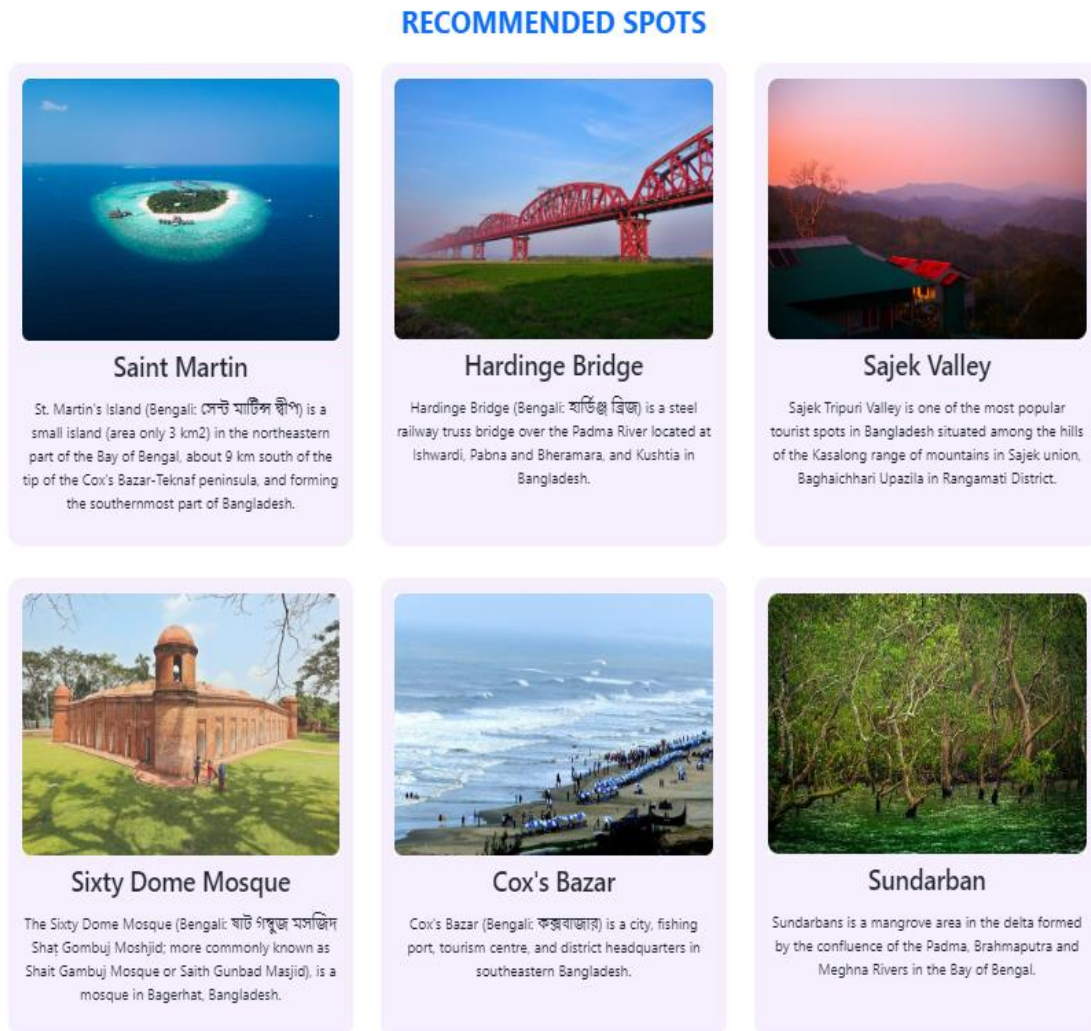 RECOMMENDED SPOTS
Saint Martin
St. Martin's Island (Bengali: সেন্ট মার্টিন্স দ্বীপ) is a
small island (area only 3 km2) in the northeastern
part of the Bay of Bengal, about 9 km south of the
tip of the Cox's Bazar-Teknaf peninsula, and forming
the southernmost part of Bangladesh.
Hardinge Bridge
Hardinge Bridge (Bengali: হার্ডিঞ্জ ব্রিজ) is a steel
railway truss bridge over the Padma River located at
Ishwardi, Pabna and Bheramara, and Kushtia in
Bangladesh.
Sajek Valley
Sajek Tripuri Valley is one of the most popular
tourist spots in Bangladesh situated among the hills
of the Kasalong range of mountains in Sajek union,
Baghaichhari Upazila in Rangamati District.
Sixty Dome Mosque
The Sixty Dome Mosque (Bengali: ষাট গম্বুজ মসজিদ
Shaṭ Gombuj Moshjid; more commonly known as
Shait Gambuj Mosque or Saith Gunbad Masjid), is a
mosque in Bagerhat, Bangladesh.
Cox's Bazar
Cox's Bazar (Bengali: কক্সবাজার) is a city, fishing
port, tourism centre, and district headquarters in
southeastern Bangladesh.
Sundarban
Sundarbans is a mangrove area in the delta formed
by the confluence of the Padma, Brahmaputra and
Meghna Rivers in the Bay of Bengal.